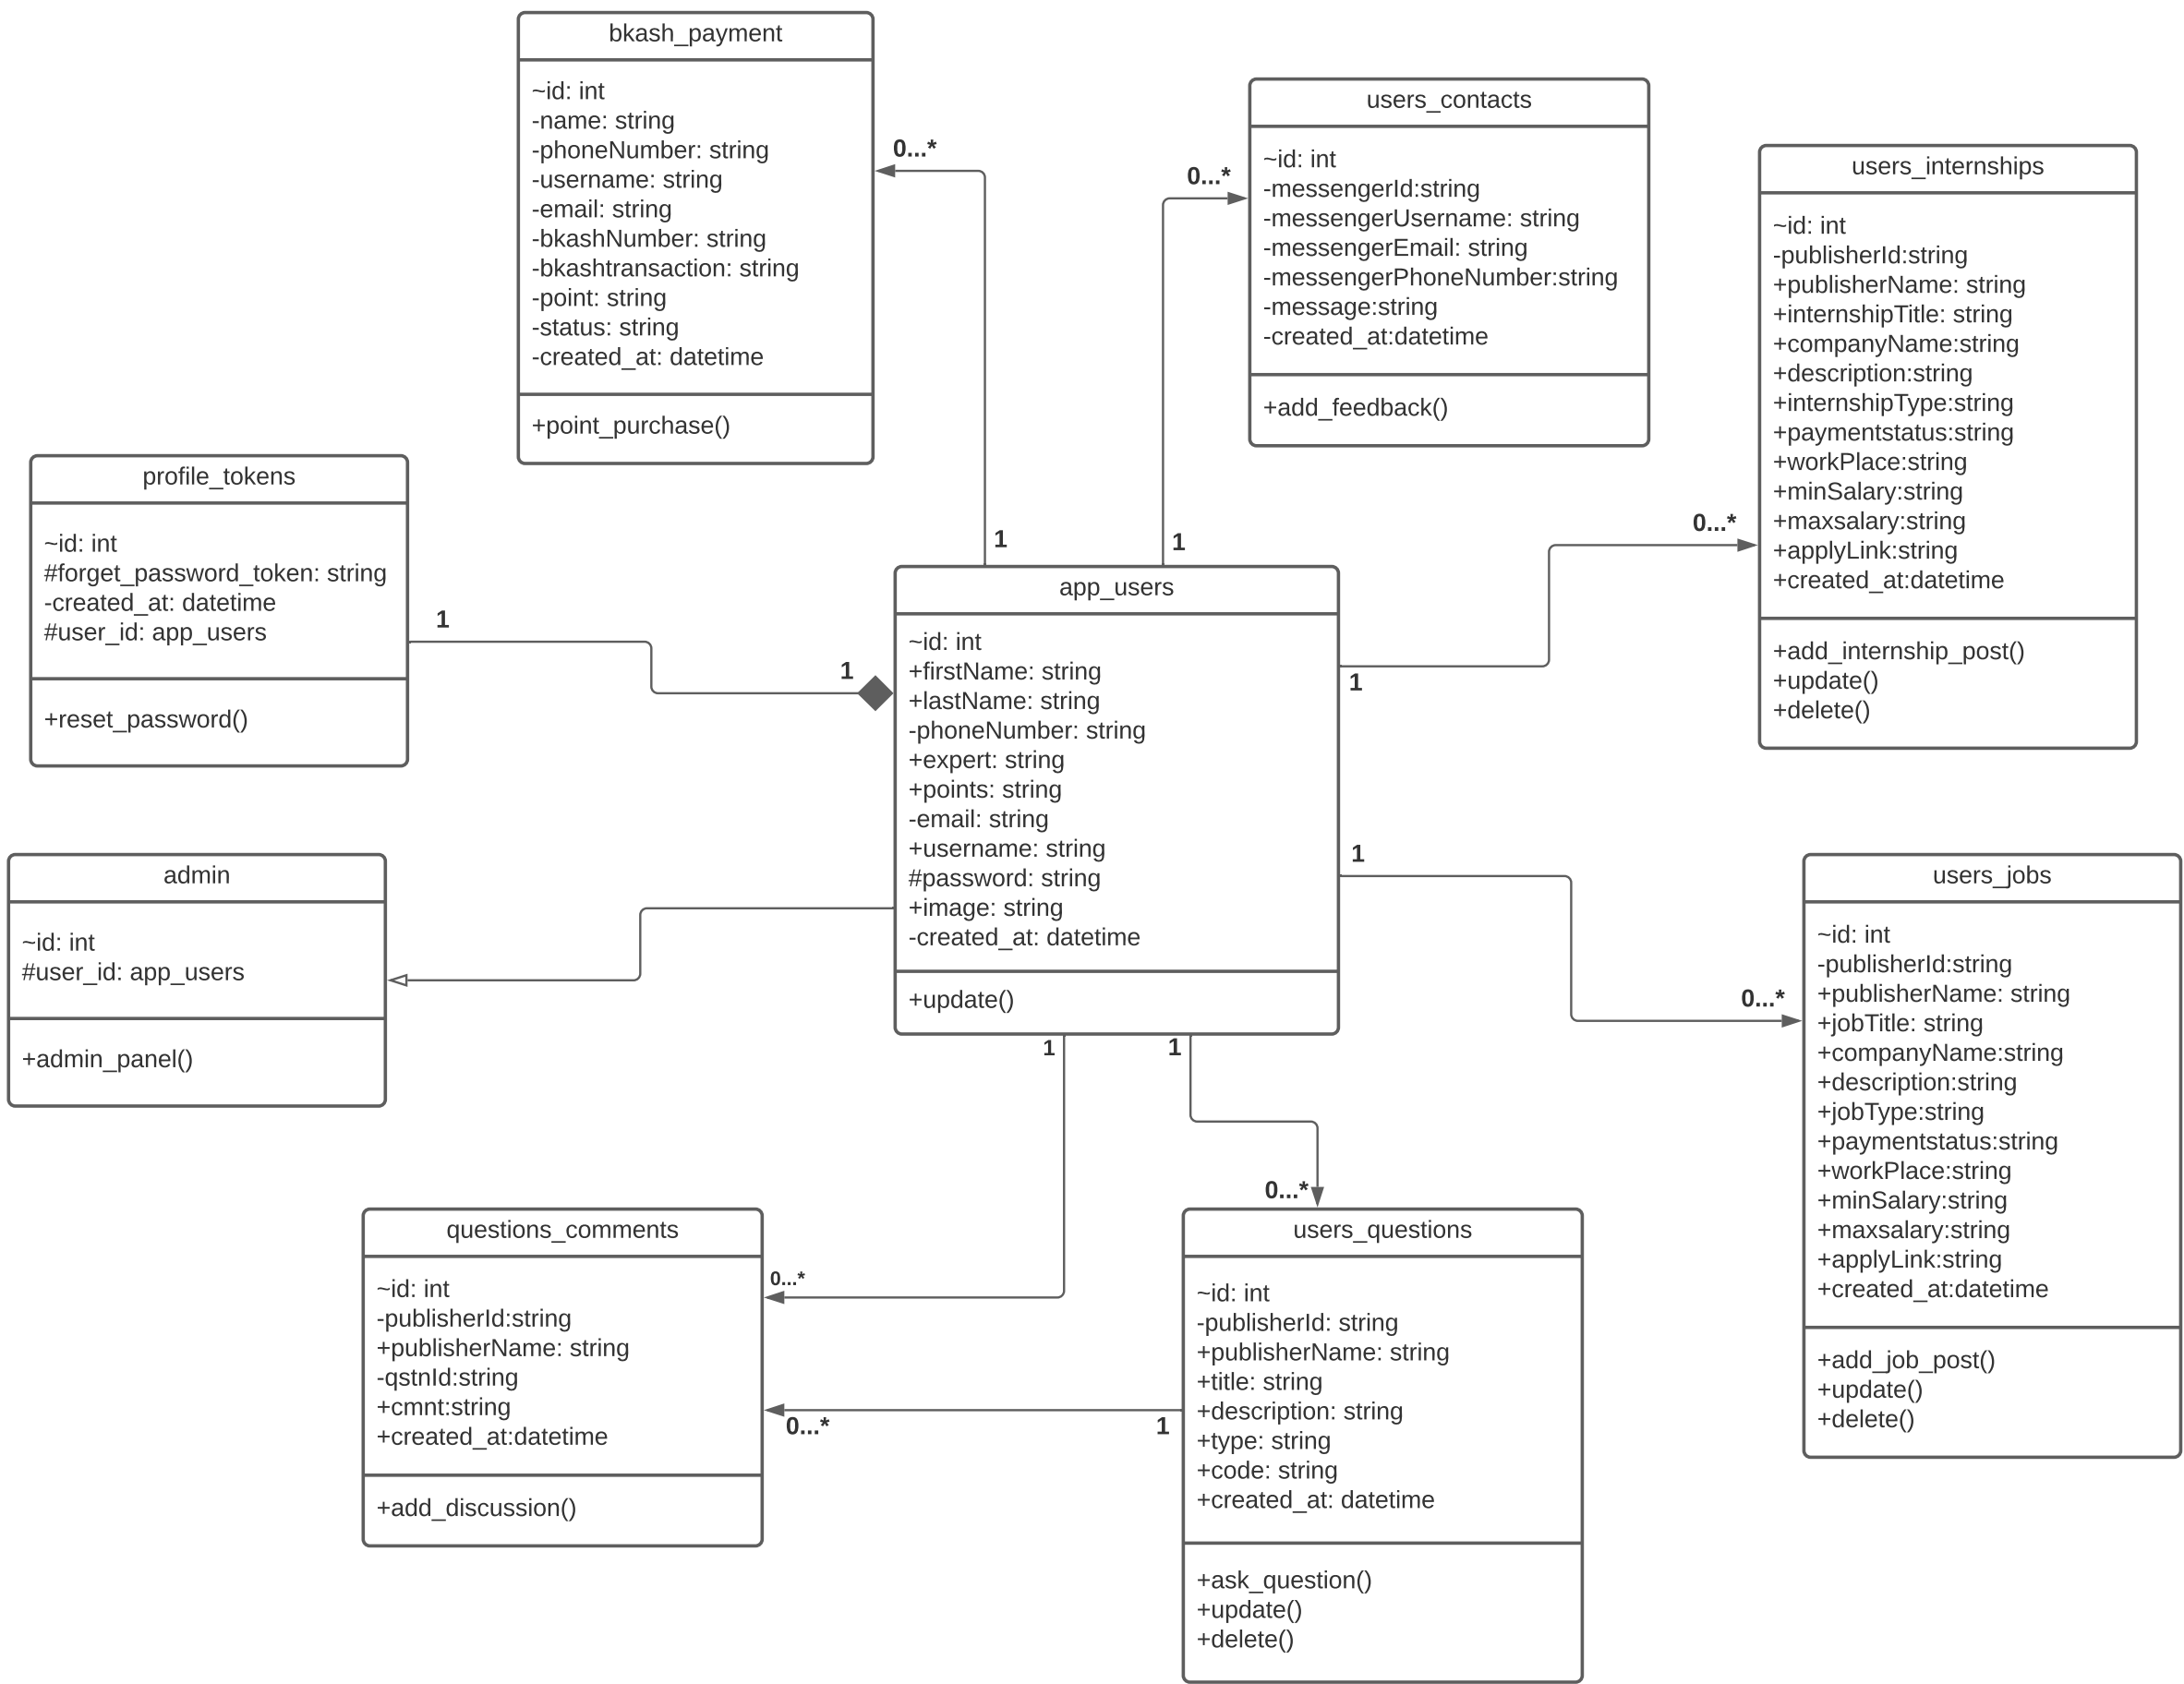 bkash_payment
~id: int
-name: string
-phoneNumber: string
-username: string
-email: string
-bkashNumber: string
-bkashtransaction: string
-point: string
-status: string
-created_at: datetime
+point_purchase()
0...*
1
users_contacts
~id: int
-messengerId:string
-messengerUsername: string
-messengerEmail: string
-messengerPhoneNumber:string
-message:string
-created_at:datetime
+add_feedback()
0...*
1
users_internships
~id: int
-publisherId:string
+publisherName: string
+internshipTitle: string
+companyName:string
+description:string
+internshipType:string
+paymentstatus:string
+workPlace:string
+minSalary:string
+maxsalary:string
+applyLink:string
+created_at:datetime
+add_internship_post()
+update()
+delete()
0...*
1
profile_tokens
~id: int
#forget_password_token: string
-created_at: datetime
#user_id: app_users
+reset_password()
1
1
app_users
~id: int
+firstName: string
+lastName: string
-phoneNumber: string
+expert: string
+points: string
-email: string
+username: string
#password: string
+image: string
-created_at: datetime
+update()
admin
~id: int
#user_id: app_users
+admin_panel()
1
0...*
users_jobs
~id: int
-publisherId:string
+publisherName: string
+jobTitle: string
+companyName:string
+description:string
+jobType:string
+paymentstatus:string
+workPlace:string
+minSalary:string
+maxsalary:string
+applyLink:string
+created_at:datetime
+add_job_post()
+update()
+delete()
1
1
0...*
0...*
questions_comments
~id: int
-publisherId:string
+publisherName: string
-qstnId:string
+cmnt:string
+created_at:datetime
+add_discussion()
0...*
1
users_questions
~id: int
-publisherId: string
+publisherName: string
+title: string
+description: string
+type: string
+code: string
+created_at: datetime
+ask_question()
+update()
+delete()